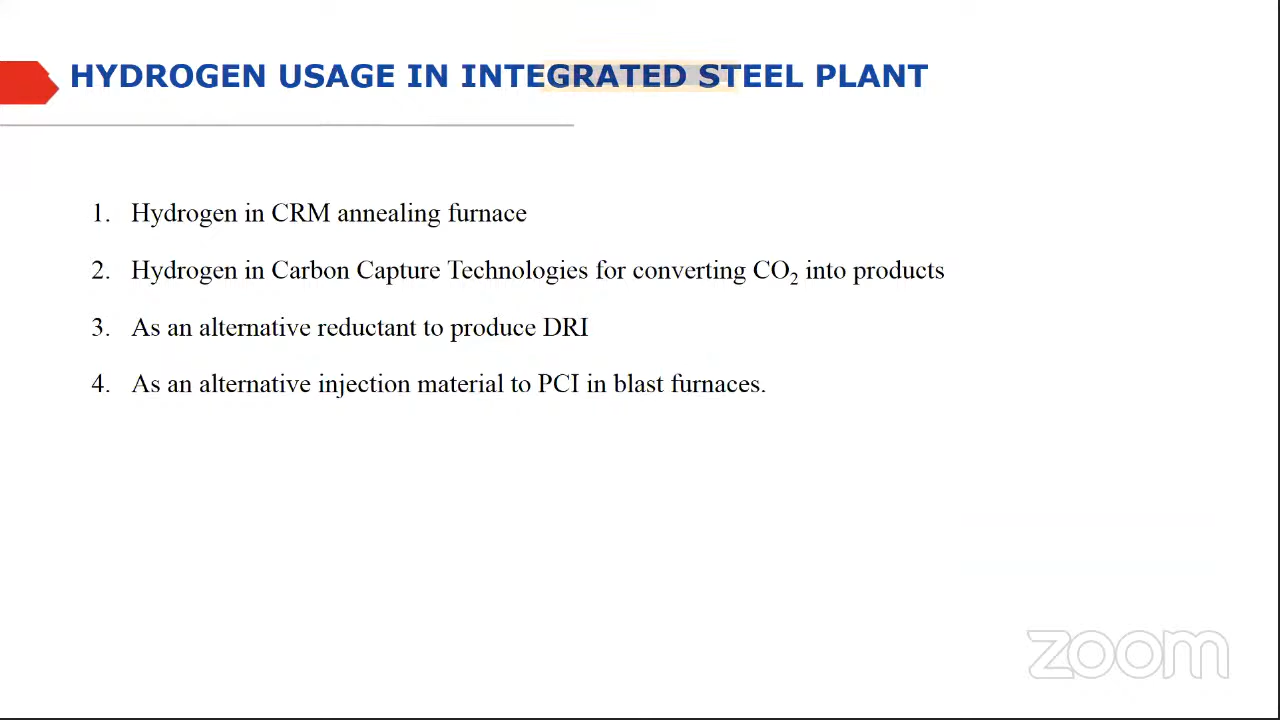 HYDROGEN USAGE IN INTEGRATED STEEL PLANT
1. Hydrogen in CRM annealing furnace
2. Hydrogen in Carbon Capture Technologies for converting CO₂ into products
3. As an alternative reductant to produce DRI
4. As an alternative injection material to PCI in blast furnaces.
zoom